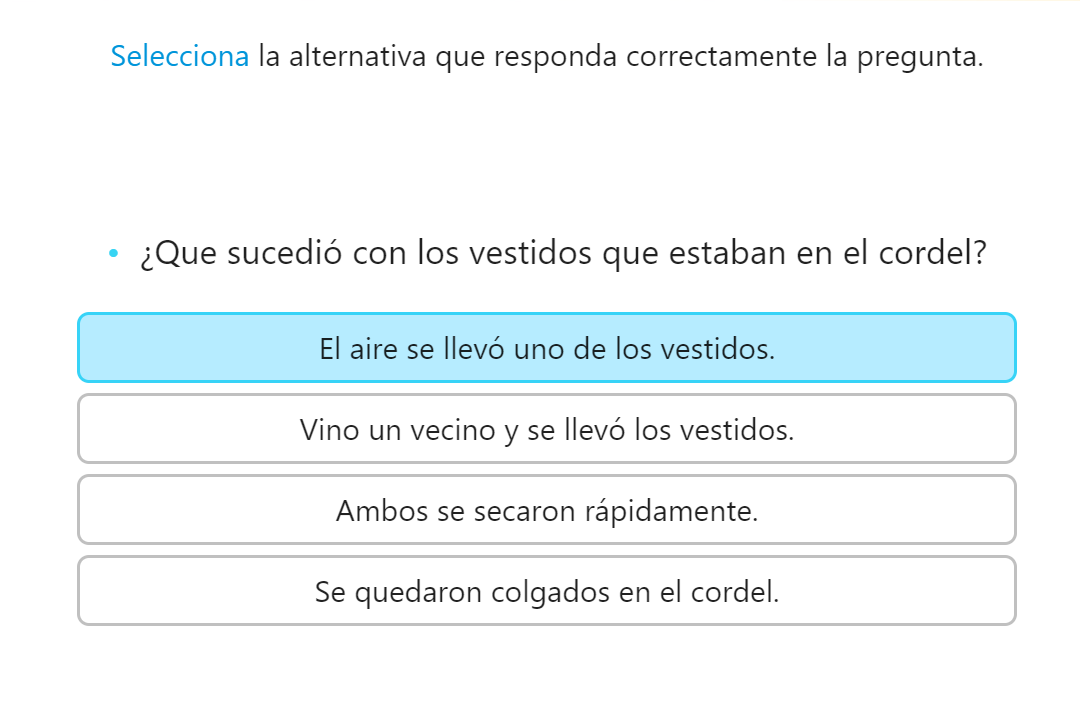 Selecciona la alternativa que responda correctamente la pregunta.
• ¿Que sucedió con los vestidos que estaban en el cordel?
El aire se llevó uno de los vestidos.
Vino un vecino y se llevó los vestidos.
Ambos se secaron rápidamente.
Se quedaron colgados en el cordel.